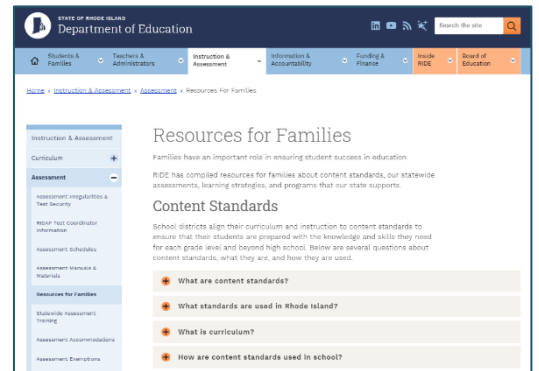 STATE OF RHODE ISLAND
Department of Education
Search the site
Students &
Families
Teachers &
Administrators
Instruction &
Assessment
Information &
Accountability
Funding &
Finance
Inside
RIDE
Board of
Education
Home » Instruction & Assessment » Assessment » Resources For Families
Instruction & Assessment
Curriculum
Assessment
Assessment Irregularities &
Test Security
RISAP Test Coordinator
Information
Assessment Schedules
Assessment Manuals &
Materials
Resources for Families
Statewide Assessment
Training
Assessment Accommodations
Assessment Exemptions
Resources for Families
Families have an important role in ensuring student success in education.
RIDE has compiled resources for families about content standards, our statewide
assessments, learning strategies, and programs that our state supports.
Content Standards
School districts align their curriculum and instruction to content standards to
ensure that their students are prepared with the knowledge and skills they need
for each grade level and beyond high school. Below are several questions about
content standards, what they are, and how they are used.
What are content standards?
What standards are used in Rhode Island?
What is curriculum?
How are content standards used in school?